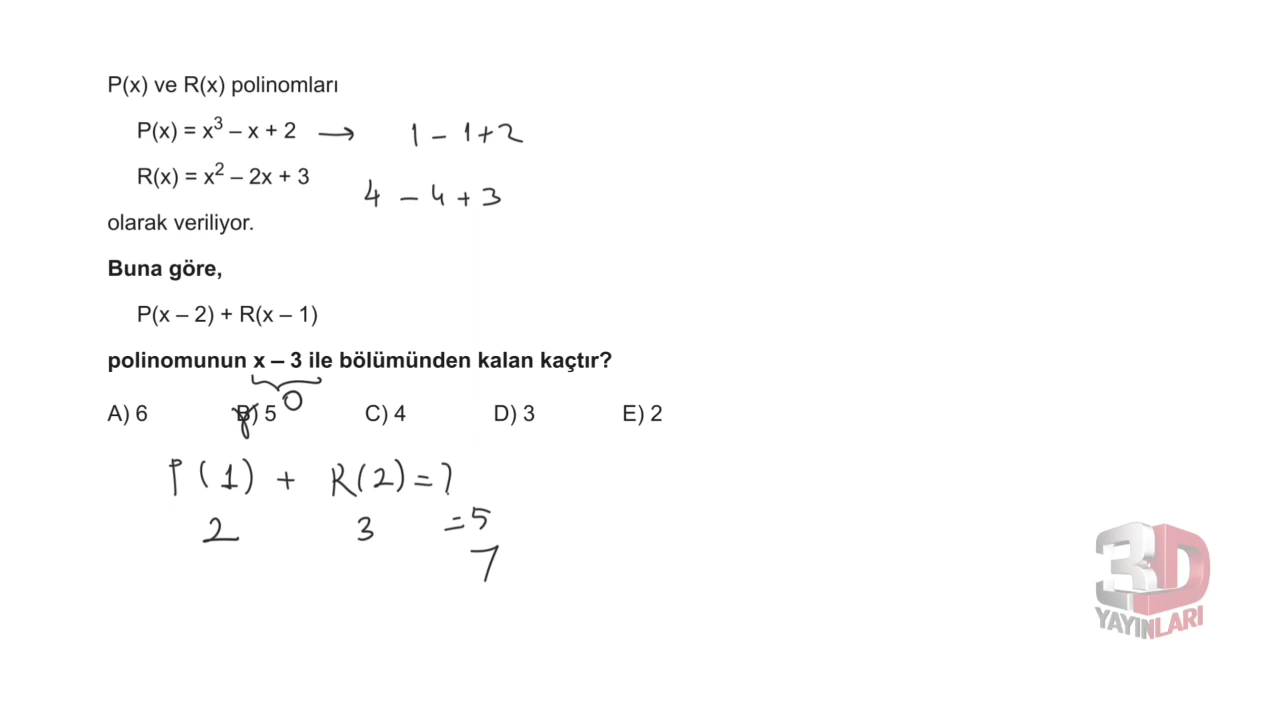 P(x) ve R(x) polinomları
P(x) = x³ – x + 2 → 1 - 1 + 2
R(x) = x² – 2x + 3 4 - 4 + 3
olarak veriliyor.
Buna göre,
P(x – 2) + R(x – 1)
polinomunun x – 3 ile bölümünden kalan kaçtır?
0
A) 6 B) 5 C) 4 D) 3 E) 2
P(1) + R(2) = ?
2 3 = 5
7
3D
YAYINLARI